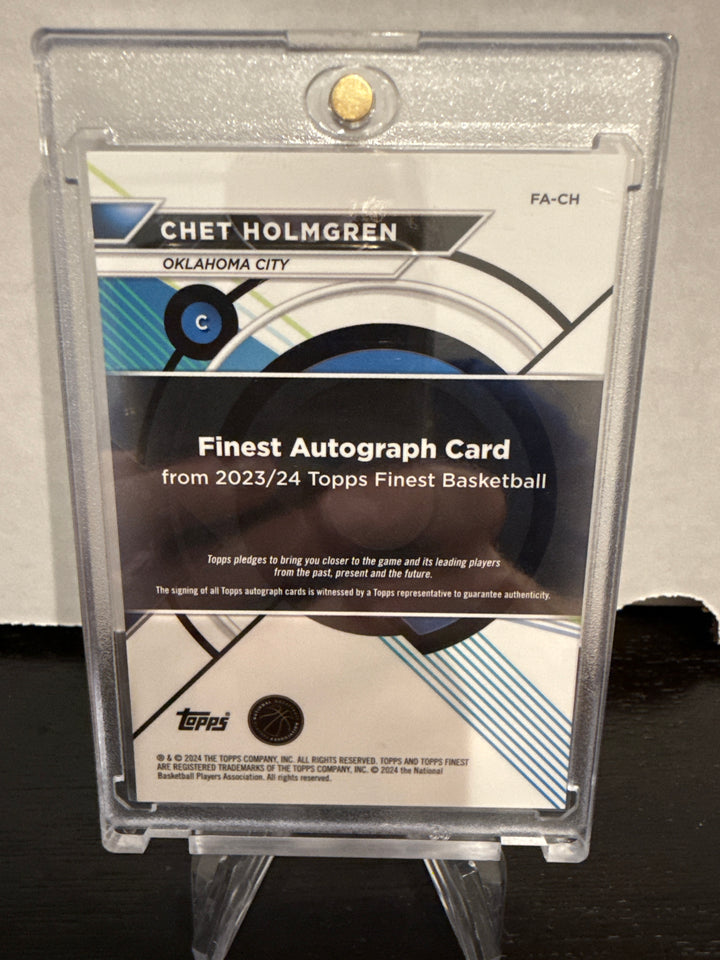 FA-CH
CHET HOLMGREN
OKLAHOMA CITY
C
Finest Autograph Card
from 2023/24 Topps Finest Basketball
Topps pledges to bring you closer to the game and its leading players
from the past, present and the future.
The signing of all Topps autograph cards is witnessed by a Topps representative to guarantee authenticity.
Topps®
NATIONAL
ASSOCIATION
® & © 2024 THE TOPPS COMPANY, INC. ALL RIGHTS RESERVED. TOPPS AND TOPPS FINEST
ARE REGISTERED TRADEMARKS OF THE TOPPS COMPANY, INC. © 2024 the National
Basketball Players Association. All rights reserved.